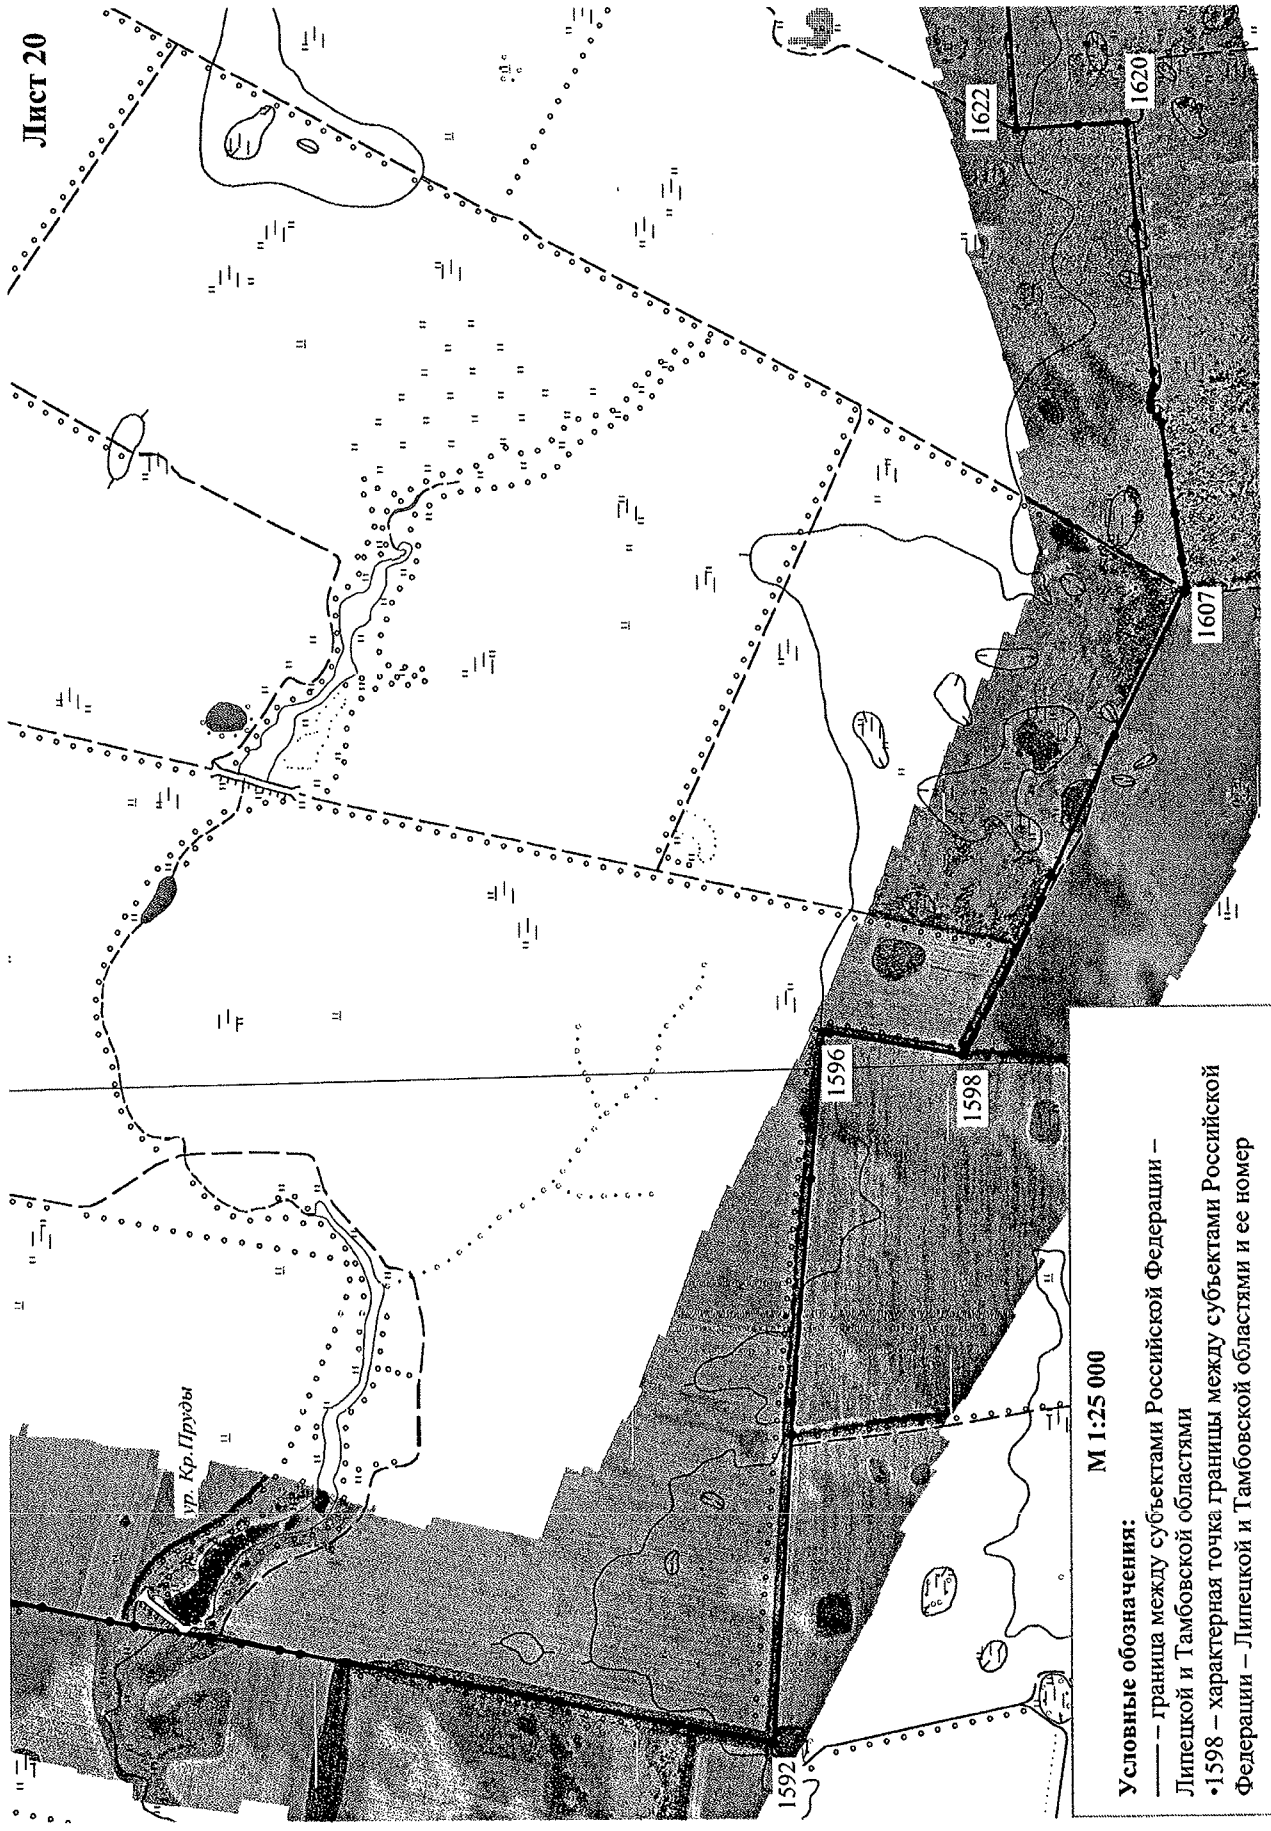 Лист 20
ур. Кр.Пруды
1622
1620
1607
1596
1598
1592
М 1:25 000
Условные обозначения:
—— – граница между субъектами Российской Федерации –
Липецкой и Тамбовской областями
•1598 – характерная точка границы между субъектами Российской
Федерации – Липецкой и Тамбовской областями и ее номер